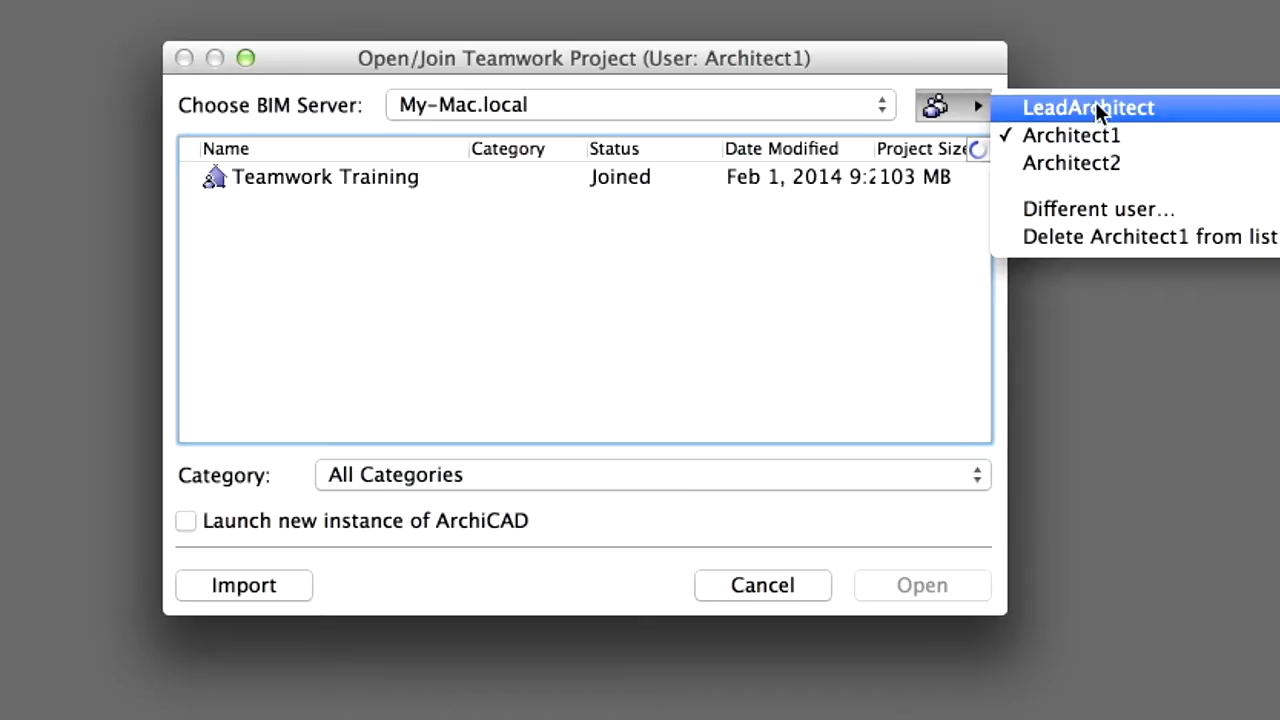 Open/Join Teamwork Project (User: Architect1)
Choose BIM Server: My-Mac.local
LeadArchitect
✓ Architect1
Architect2
Different user...
Delete Architect1 from list
Name Category Status Date Modified Project Size
Teamwork Training Joined Feb 1, 2014 9:2 103 MB
Category: All Categories
Launch new instance of ArchiCAD
Import Cancel Open